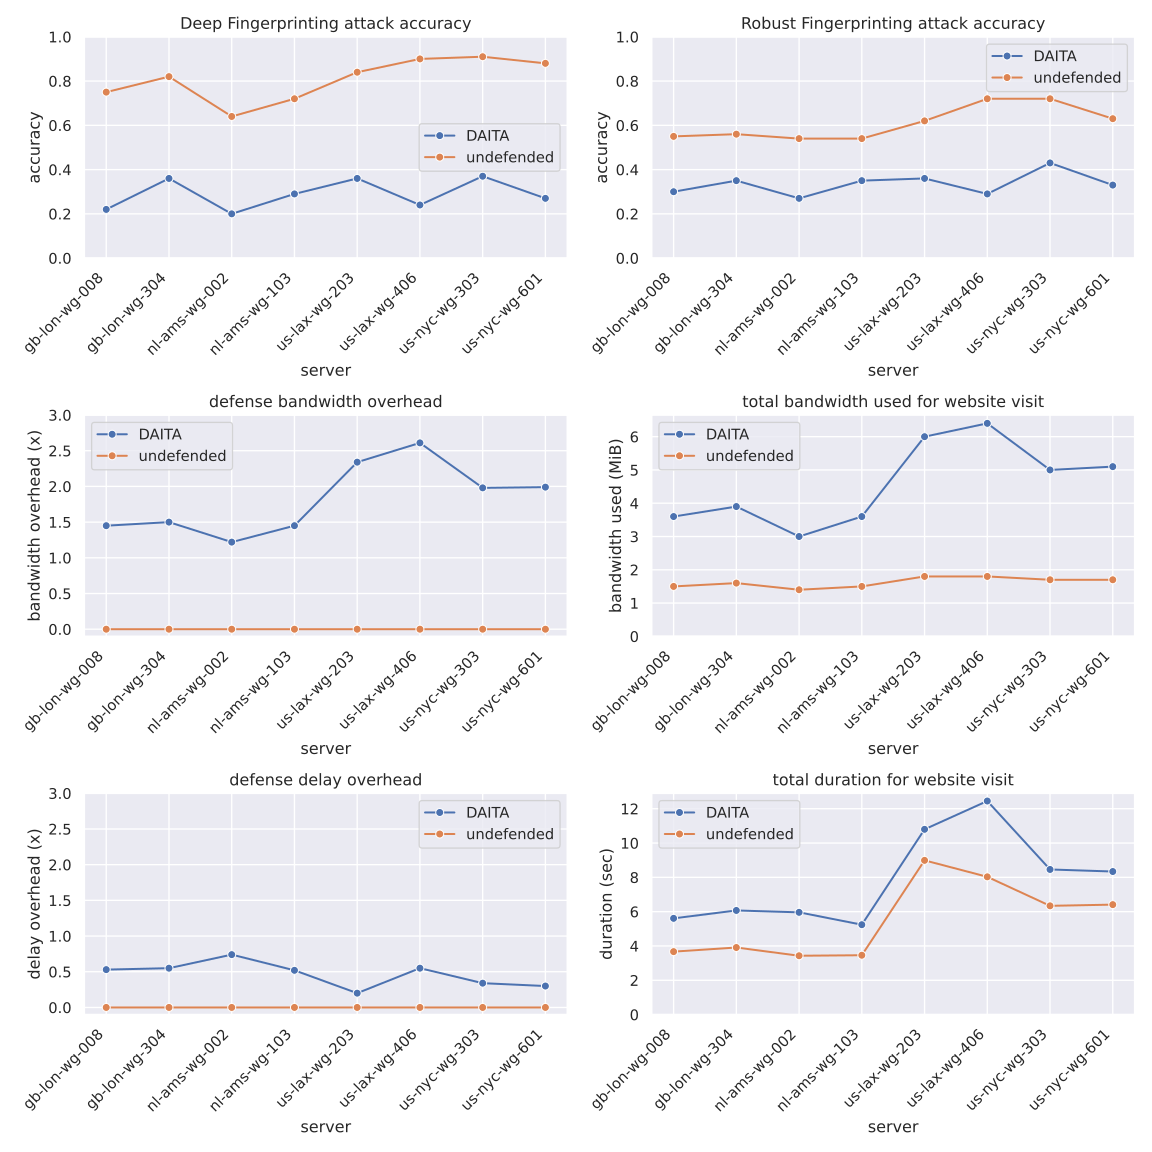 Deep Fingerprinting attack accuracy
accuracy
1.0
0.8
0.6
0.4
0.2
0.0
DAITA
undefended
gb-lon-wg-008
gb-lon-wg-304
nl-ams-wg-002
nl-ams-wg-103
us-lax-wg-203
us-lax-wg-406
us-nyc-wg-303
us-nyc-wg-601
server
Robust Fingerprinting attack accuracy
accuracy
1.0
0.8
0.6
0.4
0.2
0.0
DAITA
undefended
gb-lon-wg-008
gb-lon-wg-304
nl-ams-wg-002
nl-ams-wg-103
us-lax-wg-203
us-lax-wg-406
us-nyc-wg-303
us-nyc-wg-601
server
defense bandwidth overhead
bandwidth overhead (x)
3.0
2.5
2.0
1.5
1.0
0.5
0.0
DAITA
undefended
gb-lon-wg-008
gb-lon-wg-304
nl-ams-wg-002
nl-ams-wg-103
us-lax-wg-203
us-lax-wg-406
us-nyc-wg-303
us-nyc-wg-601
server
total bandwidth used for website visit
bandwidth used (MiB)
6
5
4
3
2
1
0
DAITA
undefended
gb-lon-wg-008
gb-lon-wg-304
nl-ams-wg-002
nl-ams-wg-103
us-lax-wg-203
us-lax-wg-406
us-nyc-wg-303
us-nyc-wg-601
server
defense delay overhead
delay overhead (x)
3.0
2.5
2.0
1.5
1.0
0.5
0.0
DAITA
undefended
gb-lon-wg-008
gb-lon-wg-304
nl-ams-wg-002
nl-ams-wg-103
us-lax-wg-203
us-lax-wg-406
us-nyc-wg-303
us-nyc-wg-601
server
total duration for website visit
duration (sec)
12
10
8
6
4
2
0
DAITA
undefended
gb-lon-wg-008
gb-lon-wg-304
nl-ams-wg-002
nl-ams-wg-103
us-lax-wg-203
us-lax-wg-406
us-nyc-wg-303
us-nyc-wg-601
server